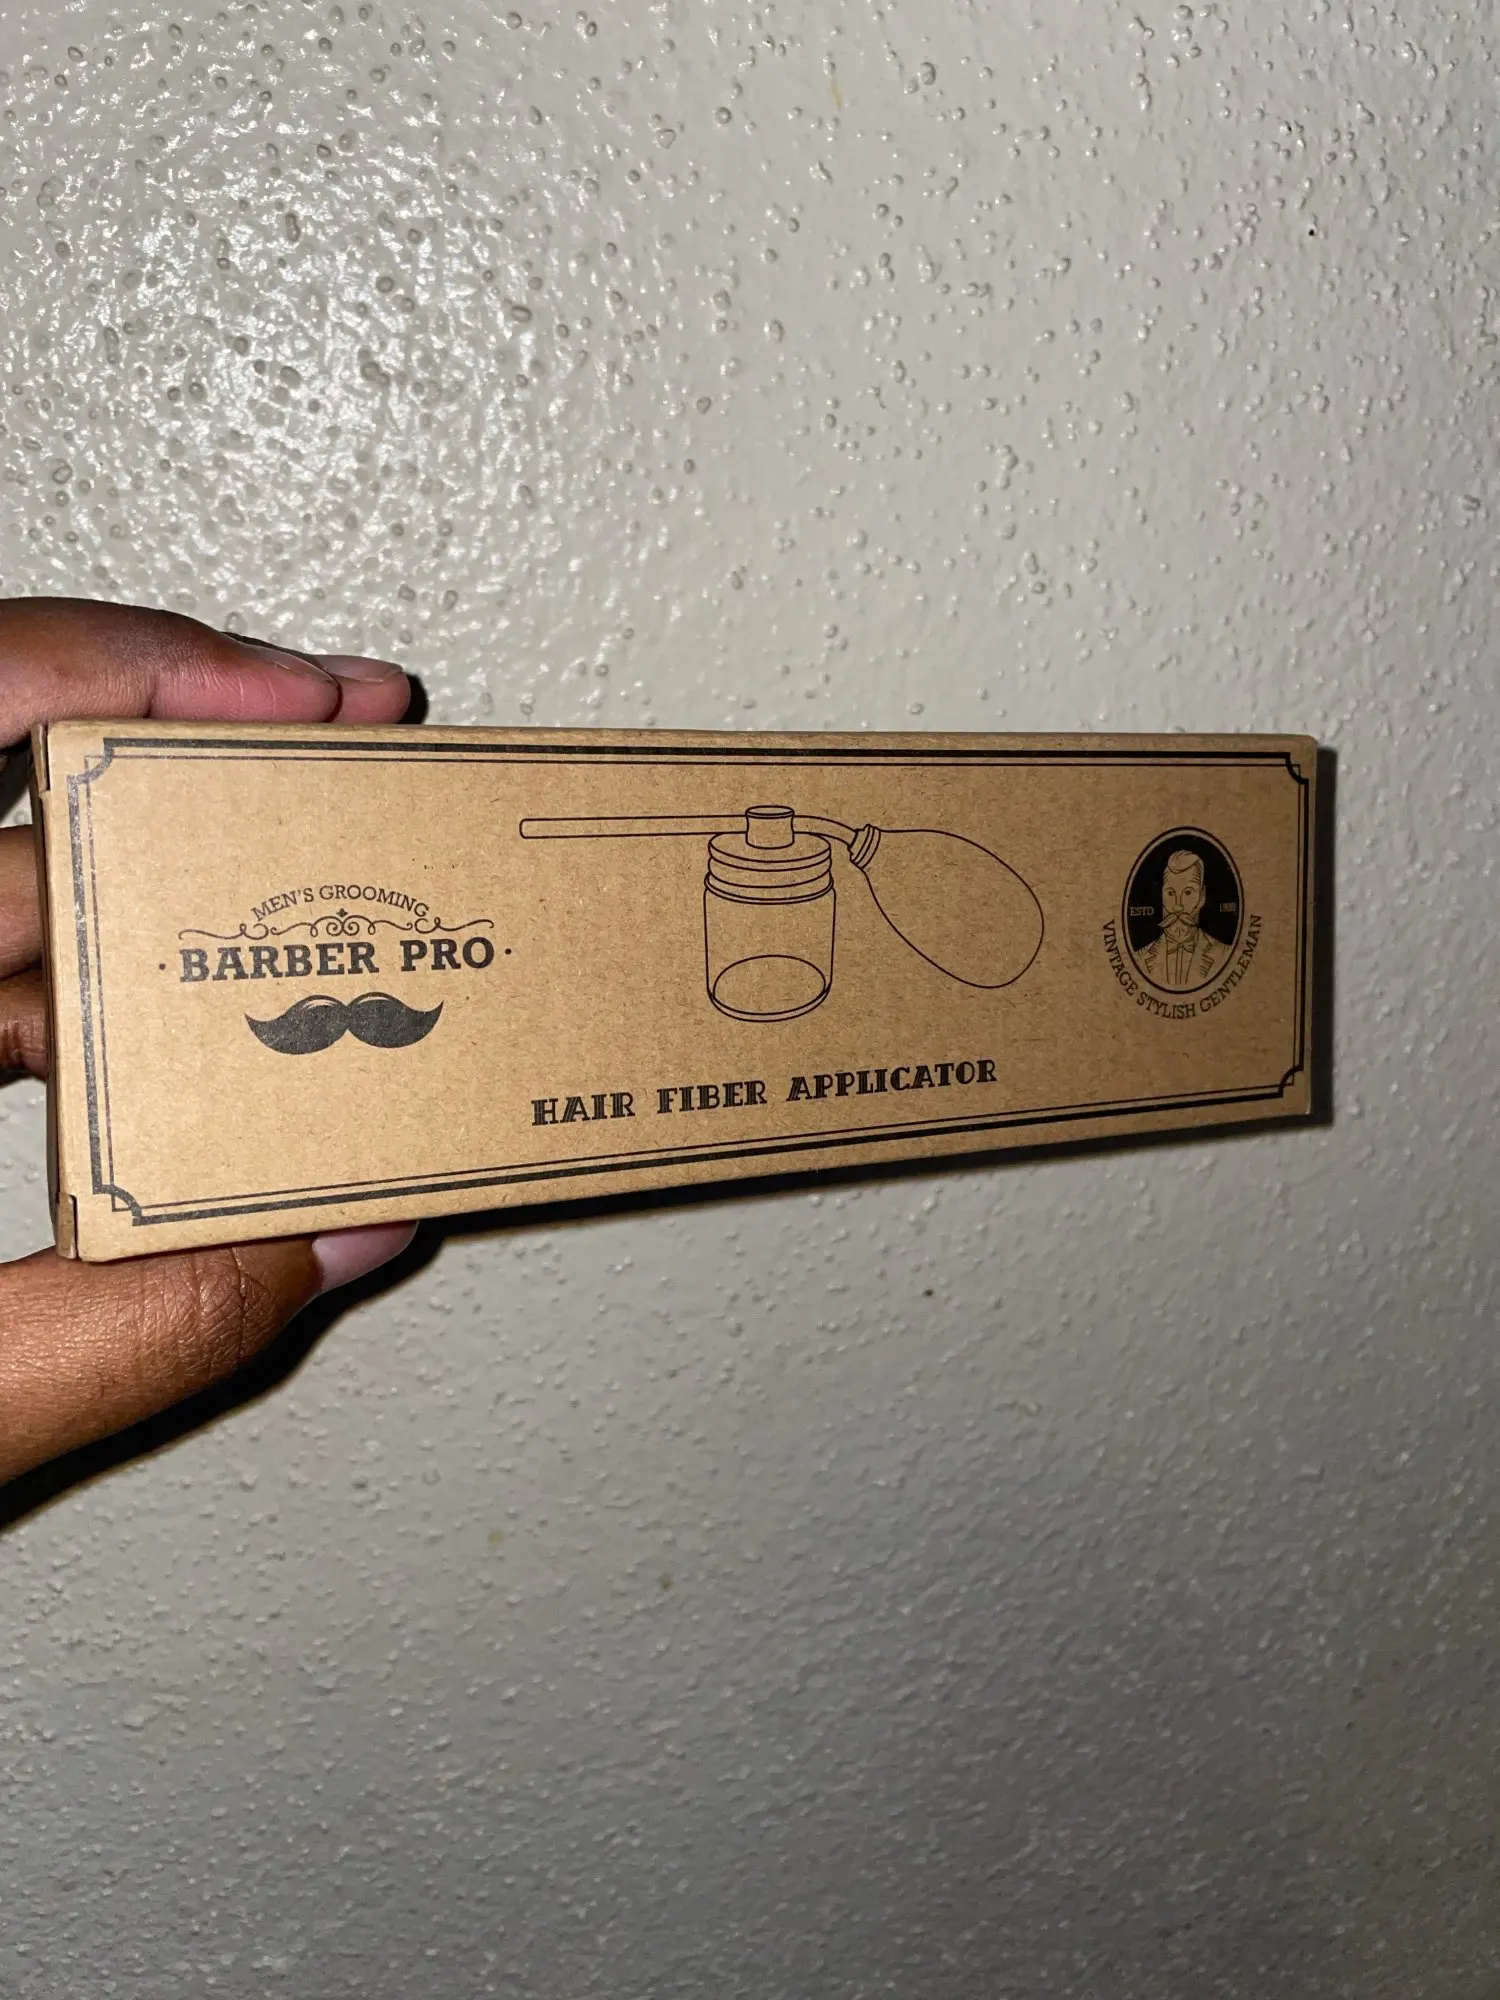 MEN'S GROOMING
· BARBER PRO ·
HAIR FIBER APPLICATOR
ESTD
VINTAGE STYLISH GENTLEMAN